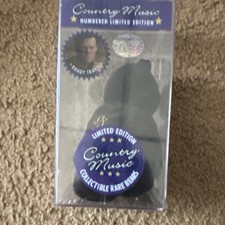 Country Music
NUMBERED LIMITED EDITION
LIMITED EDITION
Country
Music
COLLECTIBLE RARE BEARS